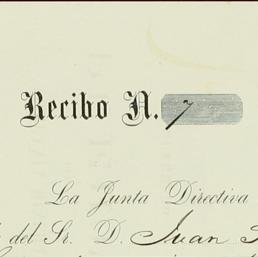 Recibo N. 7
La Junta Directiva
del Sr. D. Juan